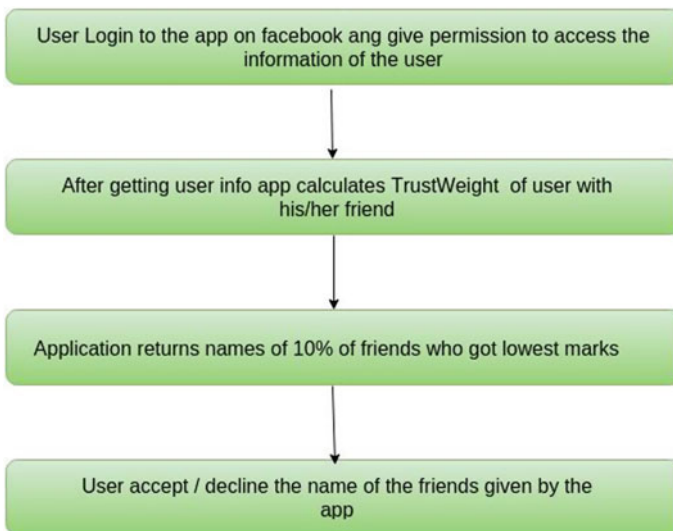 User Login to the app on facebook ang give permission to access the
information of the user
After getting user info app calculates TrustWeight of user with
his/her friend
Application returns names of 10% of friends who got lowest marks
User accept / decline the name of the friends given by the
app